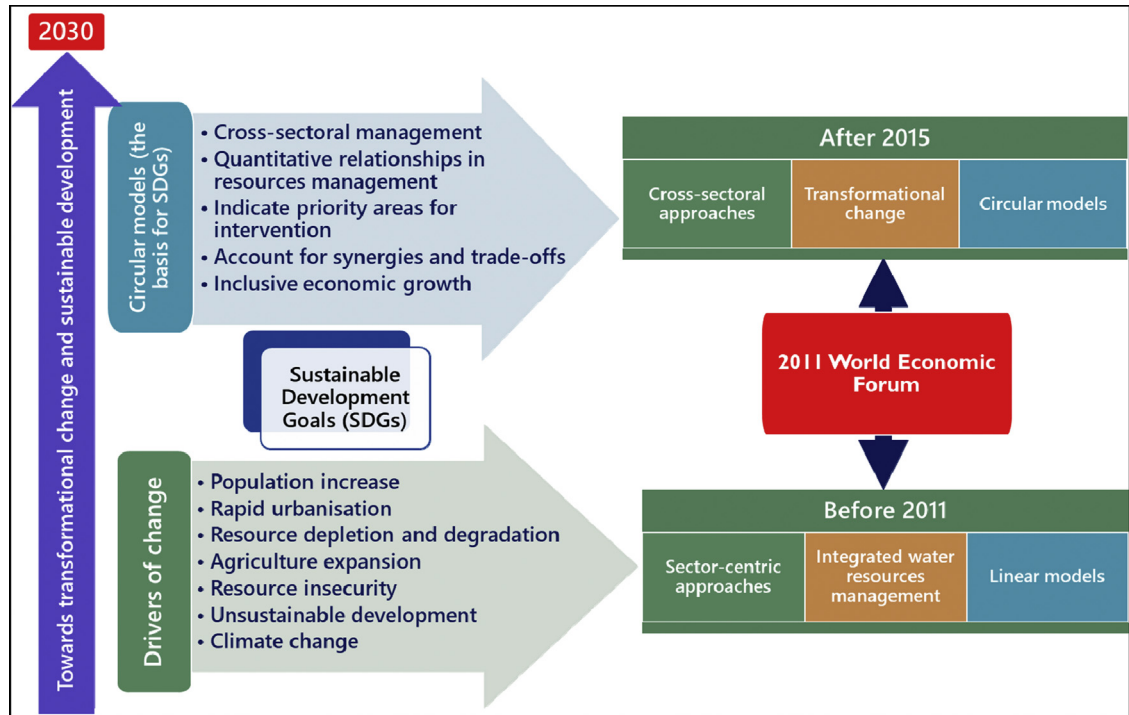 2030
Towards transformational change and sustainable development
Circular models (the
basis for SDGs)
• Cross-sectoral management
• Quantitative relationships in
resources management
• Indicate priority areas for
intervention
• Account for synergies and trade-offs
• Inclusive economic growth
After 2015
Cross-sectoral
approaches
Transformational
change
Circular models
Sustainable
Development
Goals (SDGs)
2011 World Economic
Forum
Drivers of change
• Population increase
• Rapid urbanisation
• Resource depletion and degradation
• Agriculture expansion
• Resource insecurity
• Unsustainable development
• Climate change
Before 2011
Sector-centric
approaches
Integrated water
resources
management
Linear models